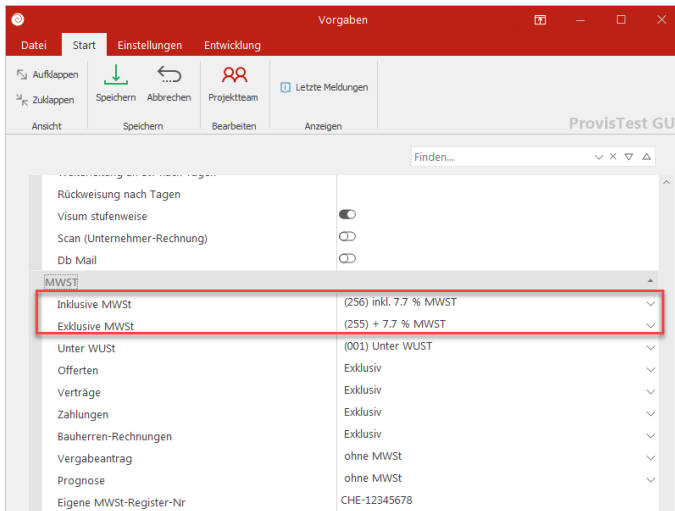 Vorgaben
Datei Start Einstellungen Entwicklung
Aufklappen
Zuklappen
Speichern Abbrechen Projektteam
Letzte Meldungen
Ansicht Speichern Bearbeiten Anzeigen
ProvisTest GU
Finden...
Rückweisung nach Tagen
Visum stufenweise
Scan (Unternehmer-Rechnung)
Db Mail
MWST
Inklusive MWSt (256) inkl. 7.7 % MWST
Exklusive MWSt (255) + 7.7 % MWST
Unter WUSt (001) Unter WUST
Offerten Exklusiv
Verträge Exklusiv
Zahlungen Exklusiv
Bauherren-Rechnungen Exklusiv
Vergabeantrag ohne MWSt
Prognose ohne MWSt
Eigene MWSt-Register-Nr CHE-12345678